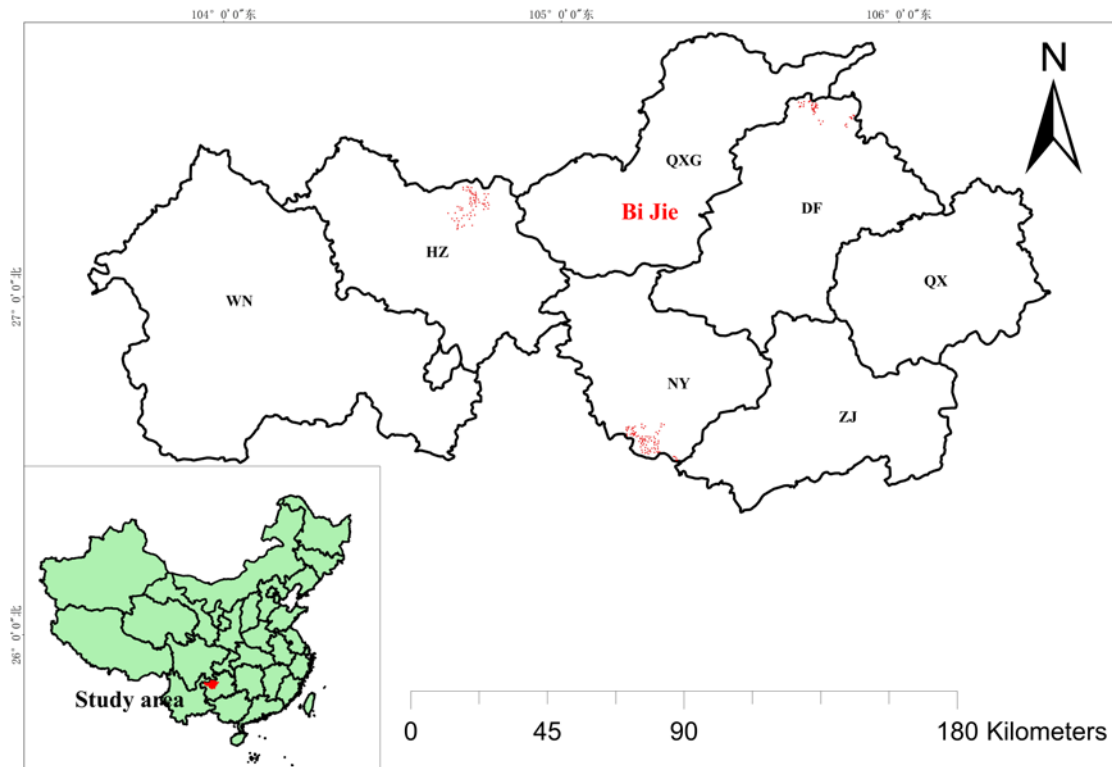 104° 0′0″东
105° 0′0″东
106° 0′0″东
N
QXG
Bi Jie
DF
HZ
QX
WN
27° 0′0″北
NY
ZJ
26° 0′0″北
Study area
0 45 90 180 Kilometers